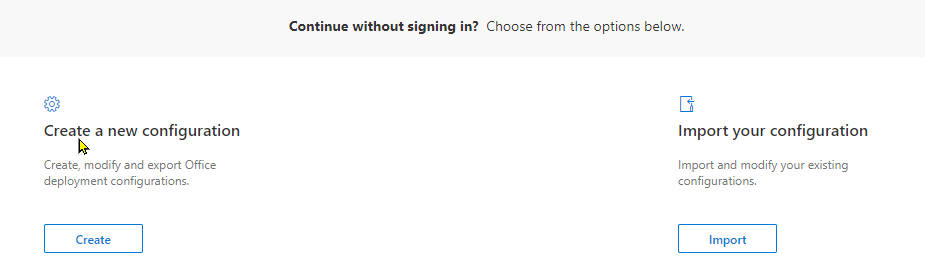 Continue without signing in? Choose from the options below.
Create a new configuration
Create, modify and export Office
deployment configurations.
Create
Import your configuration
Import and modify your existing
configurations.
Import